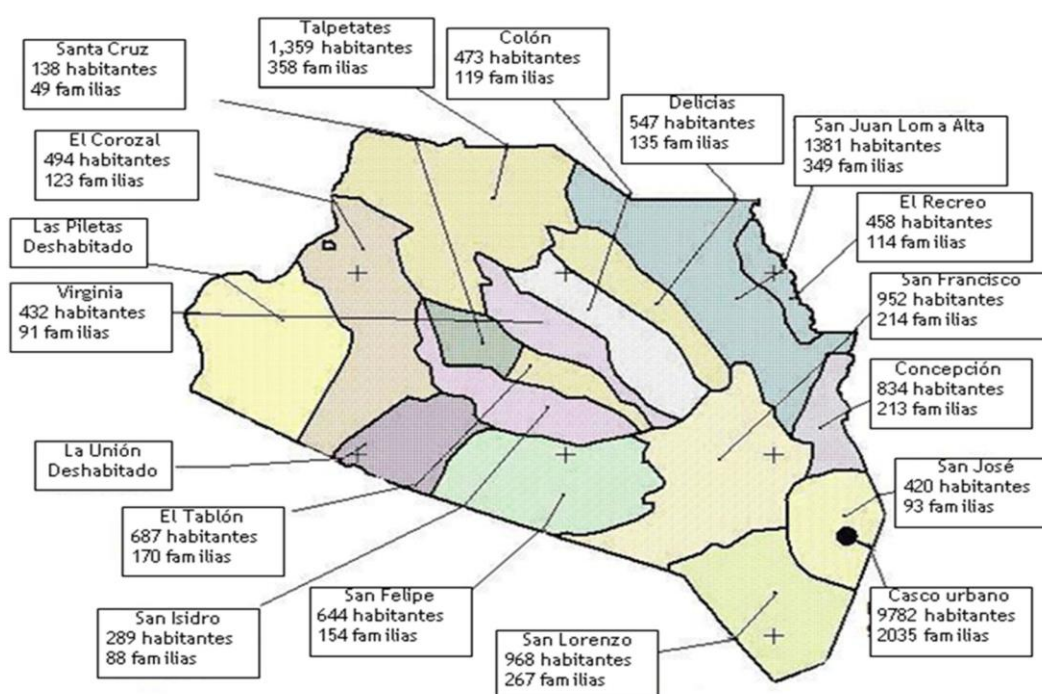 Santa Cruz
138 habitantes
49 familias
Talpetates
1,359 habitantes
358 familias
Colón
473 habitantes
119 familias
Delicias
547 habitantes
135 familias
San Juan Loma Alta
1381 habitantes
349 familias
El Corozal
494 habitantes
123 familias
El Recreo
458 habitantes
114 familias
Las Piletas
Deshabitado
San Francisco
952 habitantes
214 familias
Virginia
432 habitantes
91 familias
Concepción
834 habitantes
213 familias
La Unión
Deshabitado
San José
420 habitantes
93 familias
El Tablón
687 habitantes
170 familias
San Isidro
289 habitantes
88 familias
San Felipe
644 habitantes
154 familias
San Lorenzo
968 habitantes
267 familias
Casco urbano
9782 habitantes
2035 familias